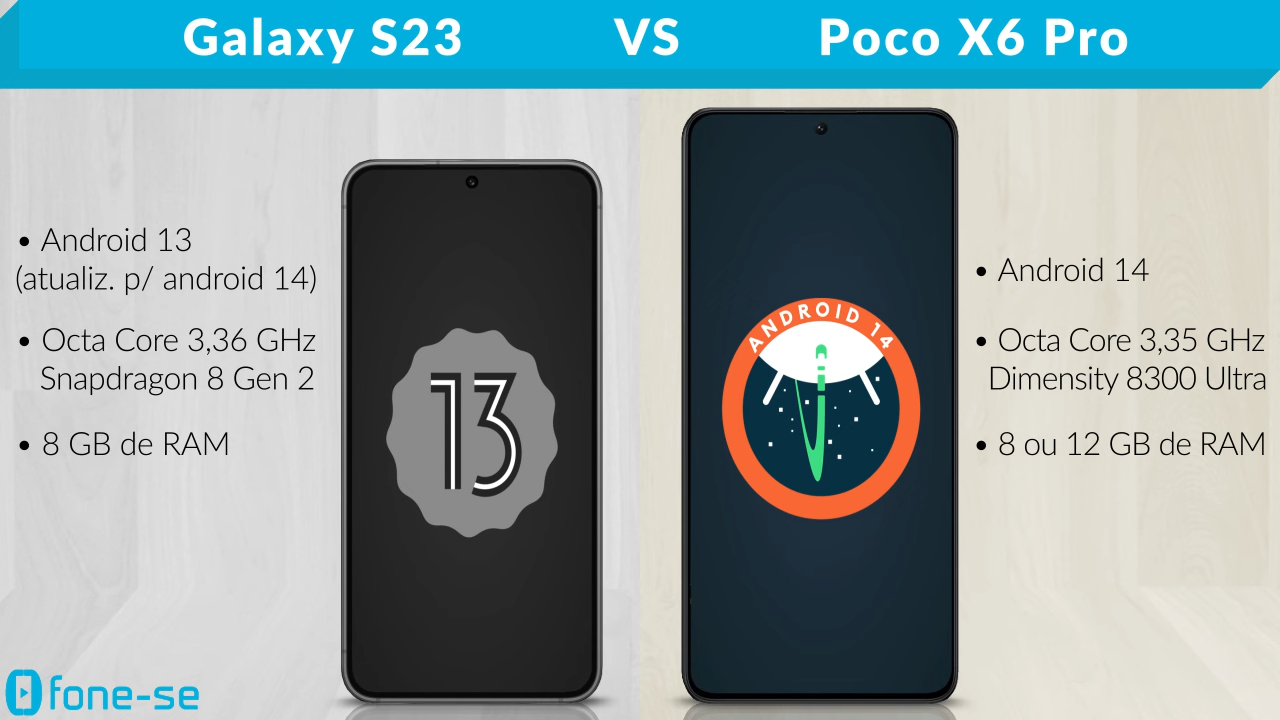 Galaxy S23 VS Poco X6 Pro
• Android 13
(atualiz. p/ android 14)
• Octa Core 3,36 GHz
Snapdragon 8 Gen 2
• 8 GB de RAM
13
ANDROID 14
• Android 14
• Octa Core 3,35 GHz
Dimensity 8300 Ultra
• 8 ou 12 GB de RAM
fone-se